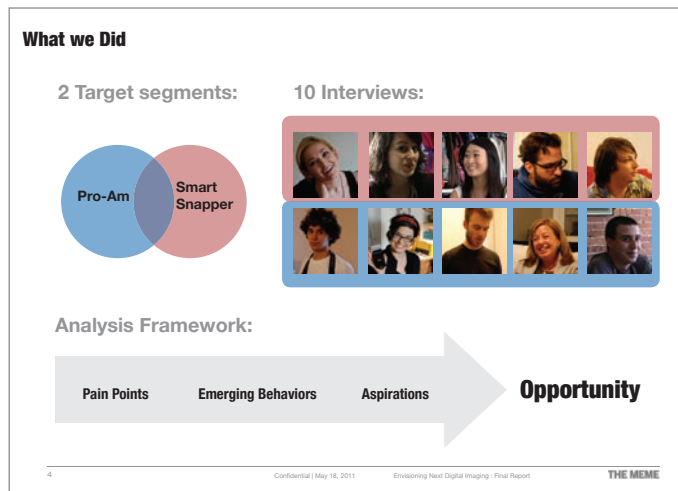 What we Did
2 Target segments:
10 Interviews:
Pro-Am
Smart
Snapper
Analysis Framework:
Pain Points
Emerging Behaviors
Aspirations
Opportunity
4
Confidential | May 18, 2011
Envisioning Next Digital Imaging : Final Report
THE MEME